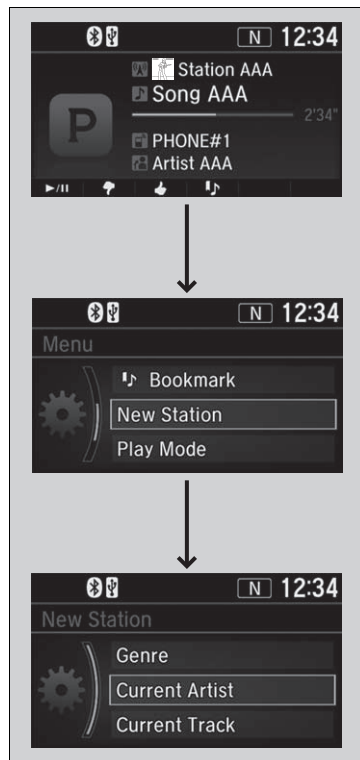 N 12:34
Station AAA
Song AAA
2'34"
P
PHONE#1
Artist AAA
►/II
N 12:34
Menu
Bookmark
New Station
Play Mode
N 12:34
New Station
Genre
Current Artist
Current Track